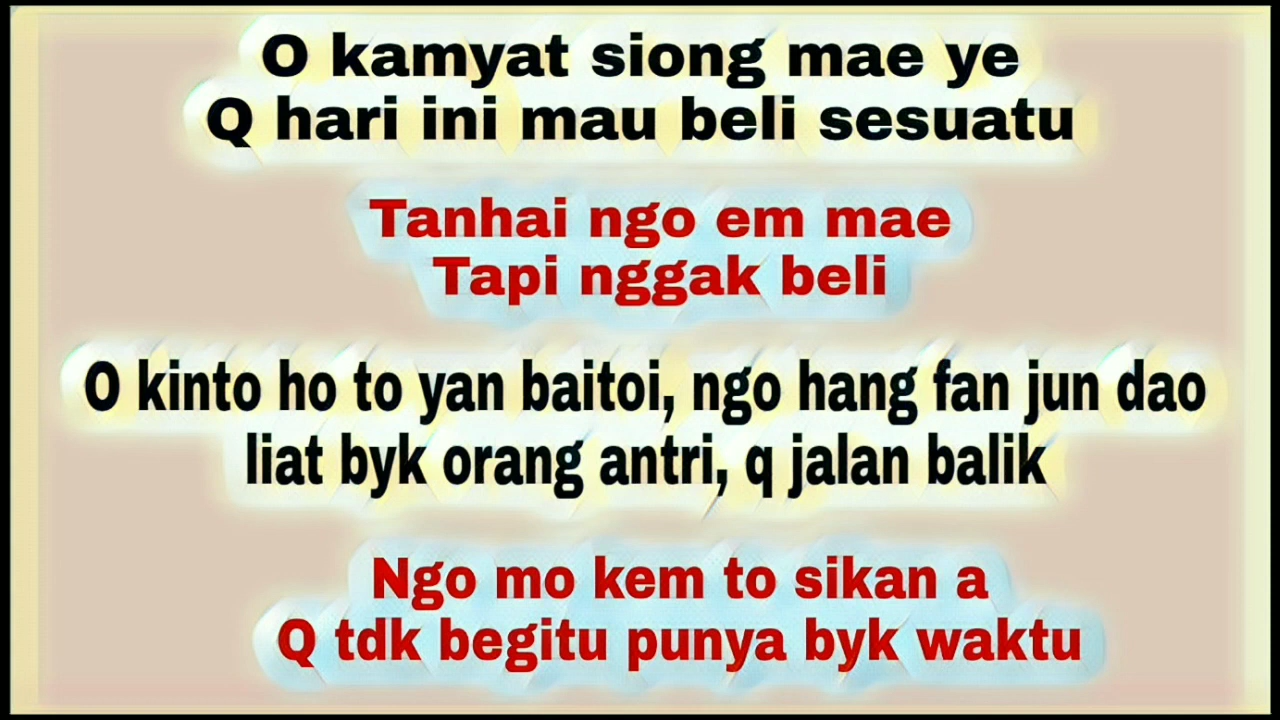 O kamyat siong mae ye
Q hari ini mau beli sesuatu
Tanhai ngo em mae
Tapi nggak beli
O kinto ho to yan baitoi, ngo hang fan jun dao
liat byk orang antri, q jalan balik
Ngo mo kem to sikan a
Q tdk begitu punya byk waktu